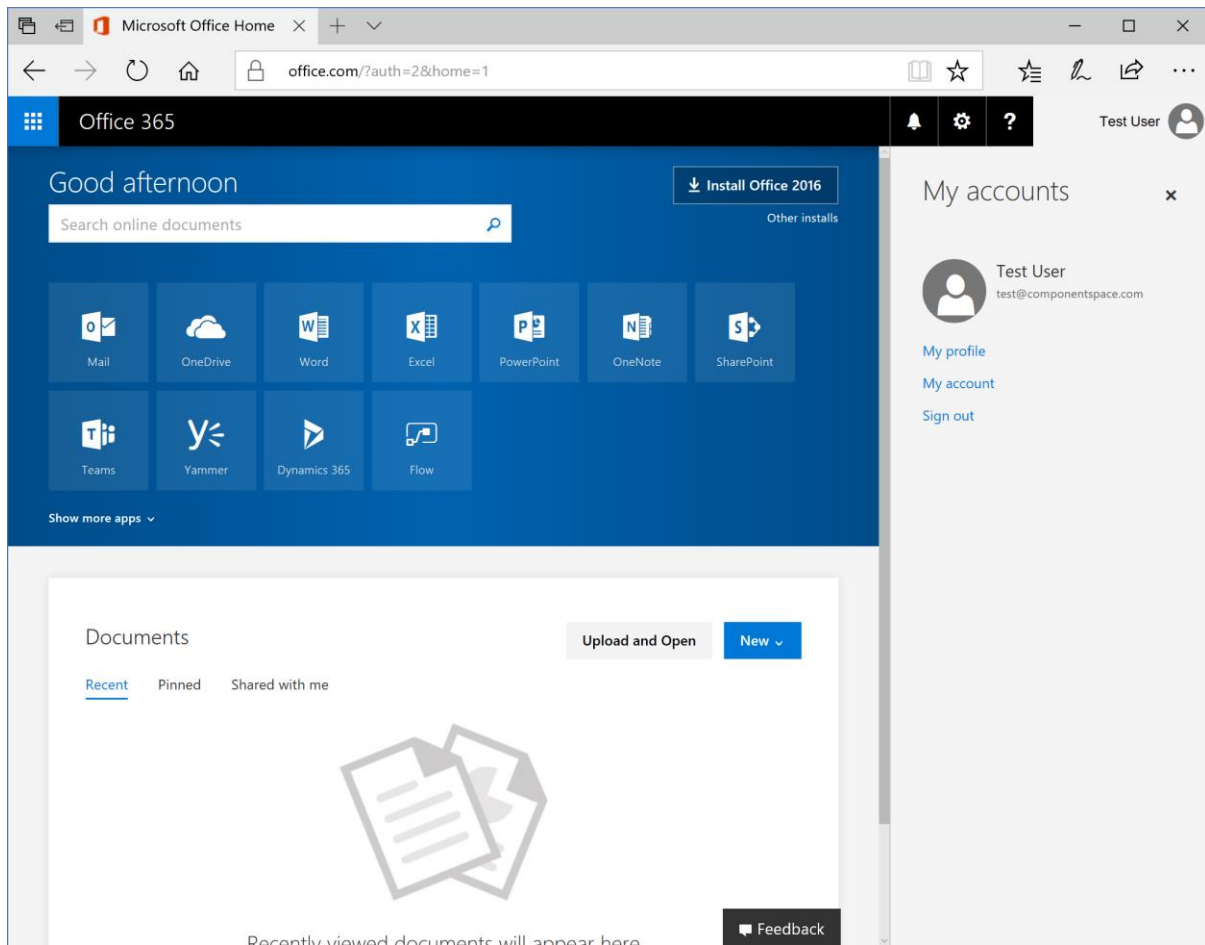 Microsoft Office Home
office.com/?auth=2&home=1
Office 365
?
Test User
Good afternoon
Install Office 2016
Search online documents
Other installs
Mail
OneDrive
Word
Excel
PowerPoint
OneNote
SharePoint
Teams
Yammer
Dynamics 365
Flow
Show more apps
Documents
Upload and Open
New
Recent
Pinned
Shared with me
Recently viewed documents will appear here
Feedback
My accounts
Test User
test@componentspace.com
My profile
My account
Sign out